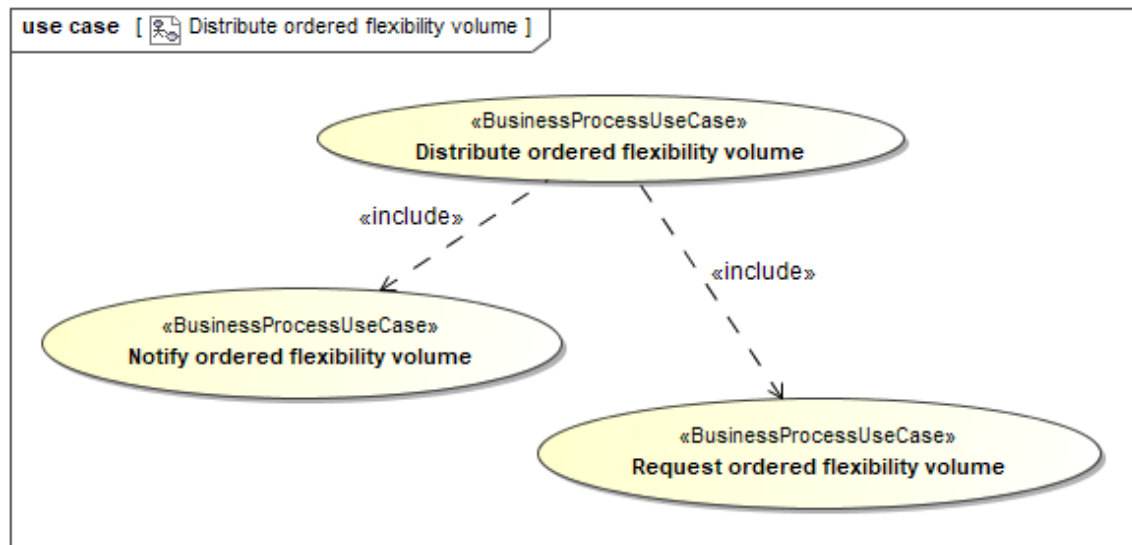 use case [ Distribute ordered flexibility volume ]
«BusinessProcessUseCase»
Distribute ordered flexibility volume
«include»
«include»
«BusinessProcessUseCase»
Notify ordered flexibility volume
«BusinessProcessUseCase»
Request ordered flexibility volume